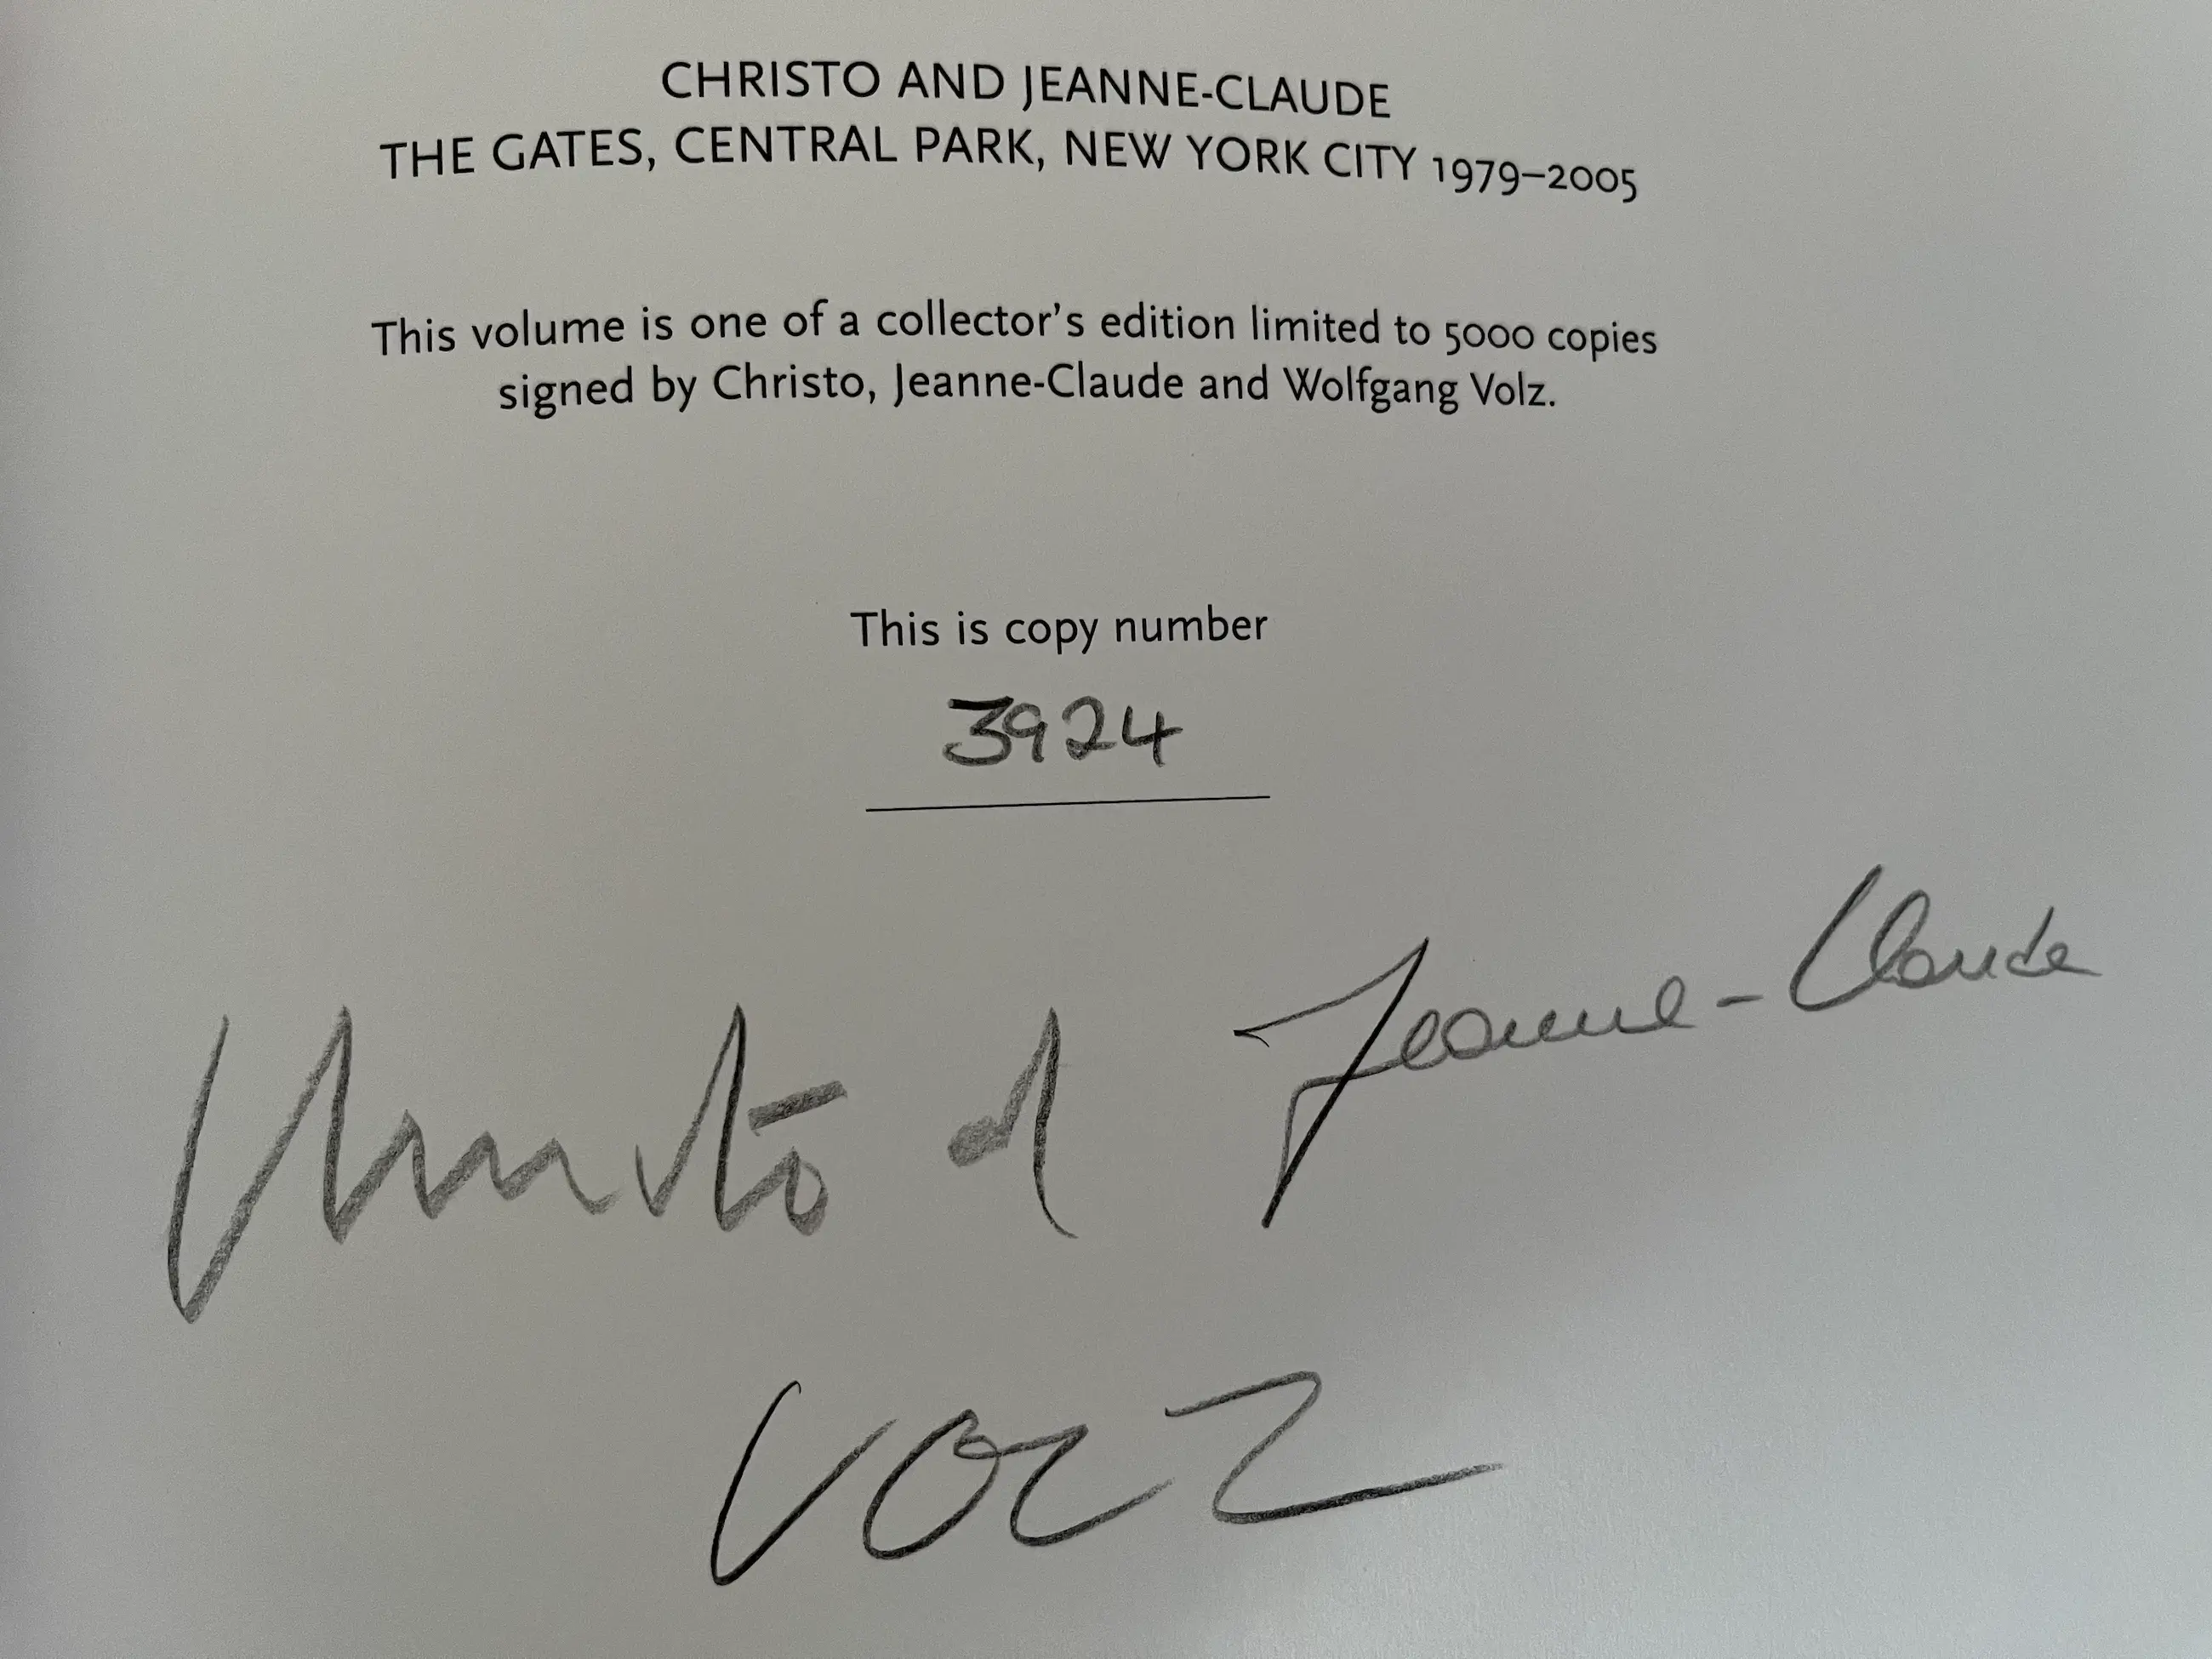 CHRISTO AND JEANNE-CLAUDE
THE GATES, CENTRAL PARK, NEW YORK CITY 1979–2005
This volume is one of a collector's edition limited to 5000 copies
signed by Christo, Jeanne-Claude and Wolfgang Volz.
This is copy number
3924
Christo Jeanne-Claude
VOLZ